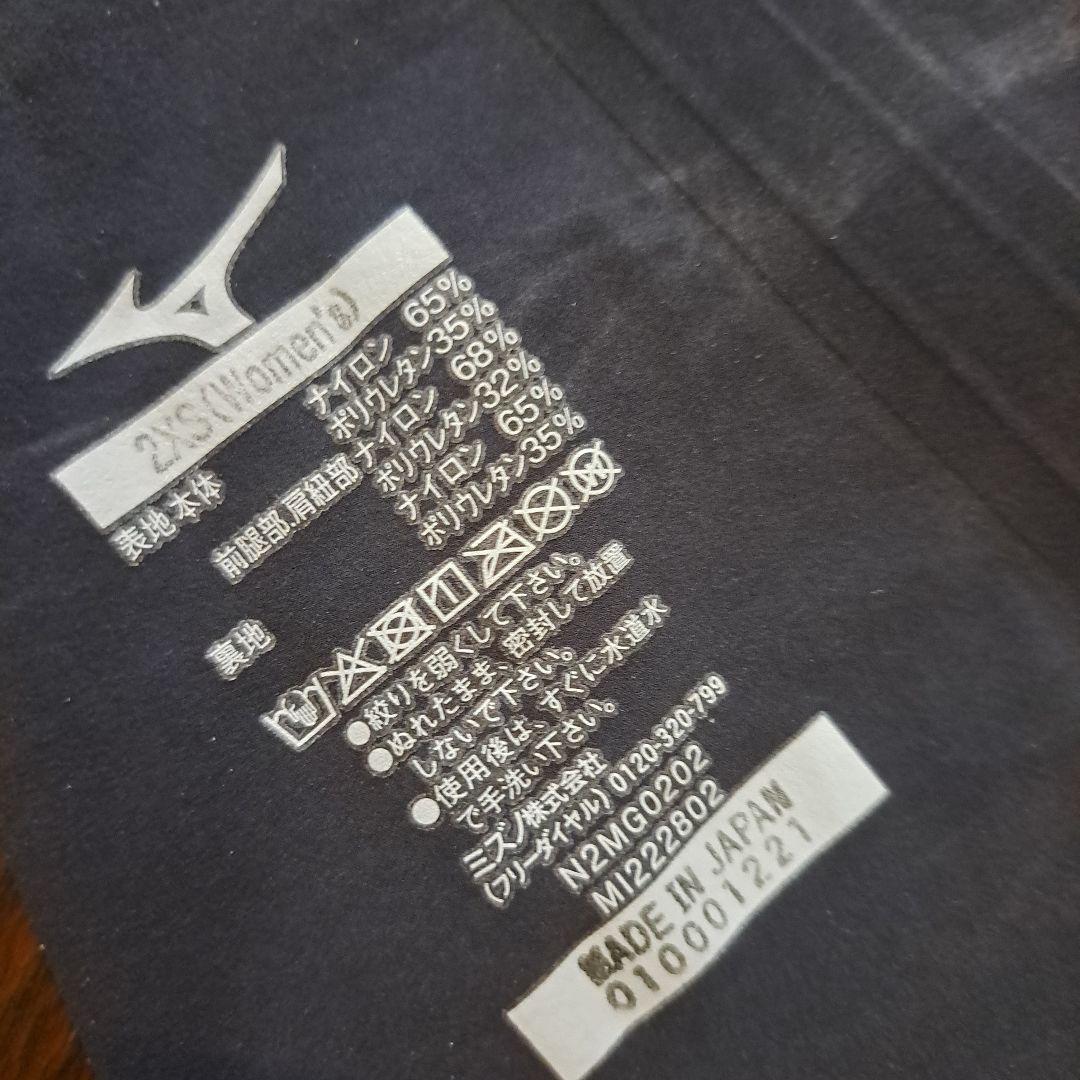 2XS(Women's)
表地 本体 ナイロン 65%
ポリウレタン35%
前腿部.肩紐部 ナイロン 68%
ポリウレタン32%
裏地 ナイロン 65%
ポリウレタン35%
●絞りを弱くして下さい。
●ぬれたまま、密封して放置
しないで下さい。
●使用後は、すぐに水道水
で手洗い下さい。
ミズノ株式会社
(フリーダイヤル) 0120-320-799
N2MG0202
MI222802
MADE IN JAPAN
010001221